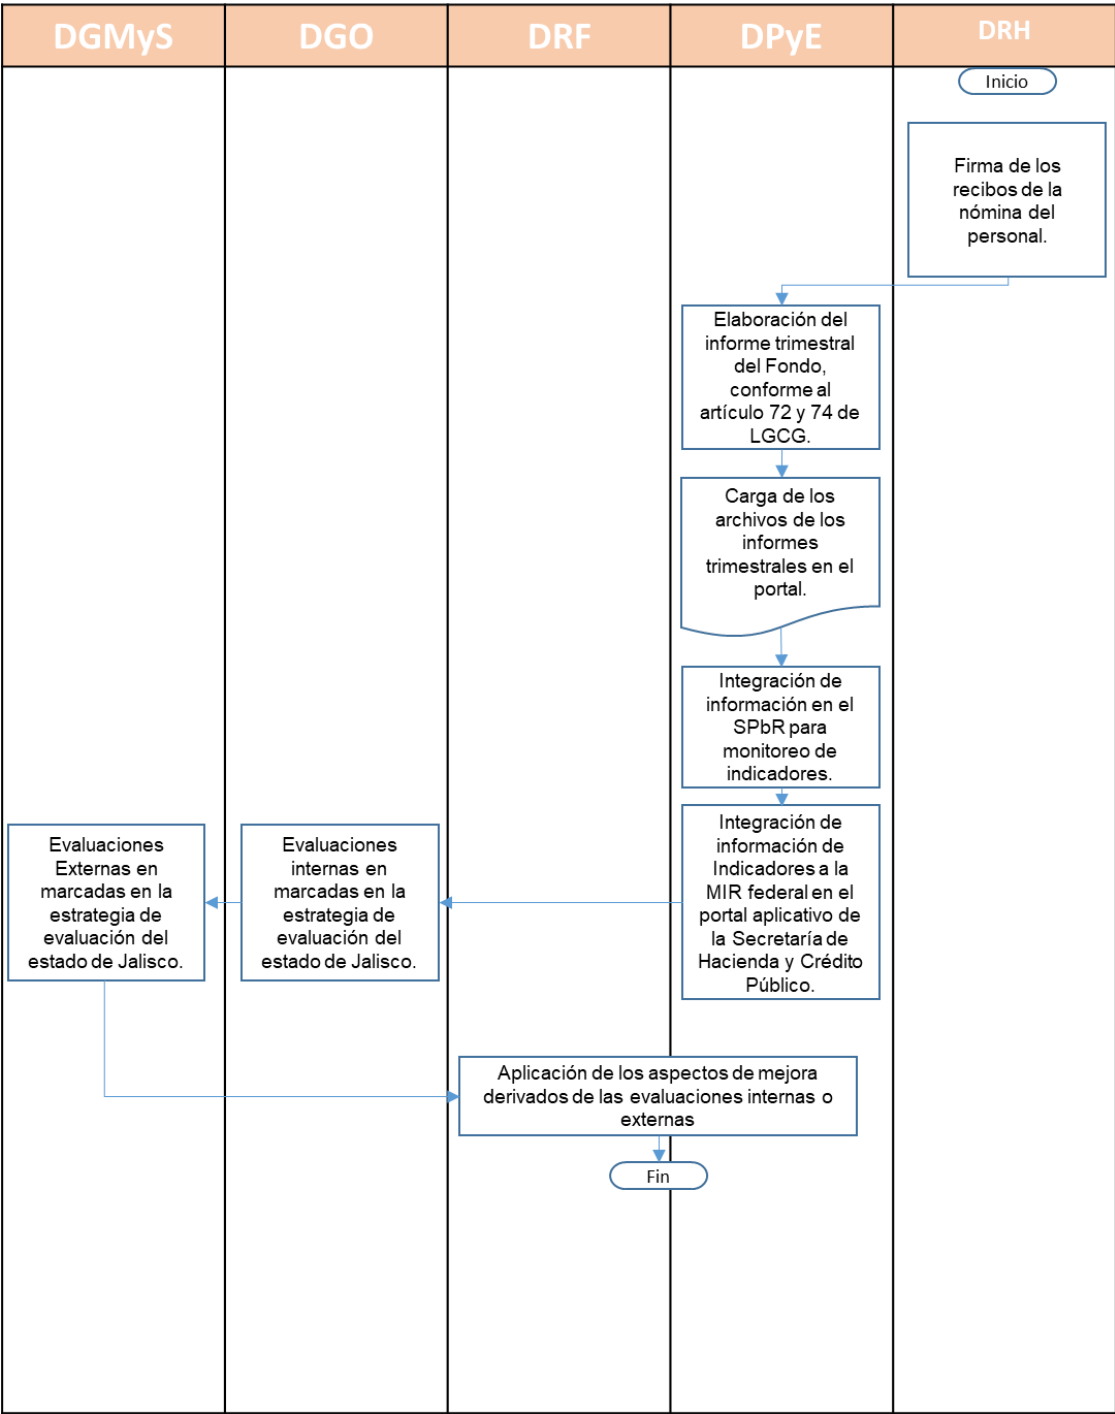 DGMyS
DGO
DRF
DPyE
DRH
Inicio
Firma de los
recibos de la
nómina del
personal.
Elaboración del
informe trimestral
del Fondo,
conforme al
artículo 72 y 74 de
LGCG.
Carga de los
archivos de los
informes
trimestrales en el
portal.
Integración de
información en el
SPbR para
monitoreo de
indicadores.
Integración de
información de
Indicadores a la
MIR federal en el
portal aplicativo de
la Secretaría de
Hacienda y Crédito
Público.
Evaluaciones
internas en
marcadas en la
estrategia de
evaluación del
estado de Jalisco.
Evaluaciones
Externas en
marcadas en la
estrategia de
evaluación del
estado de Jalisco.
Aplicación de los aspectos de mejora
derivados de las evaluaciones internas o
externas
Fin